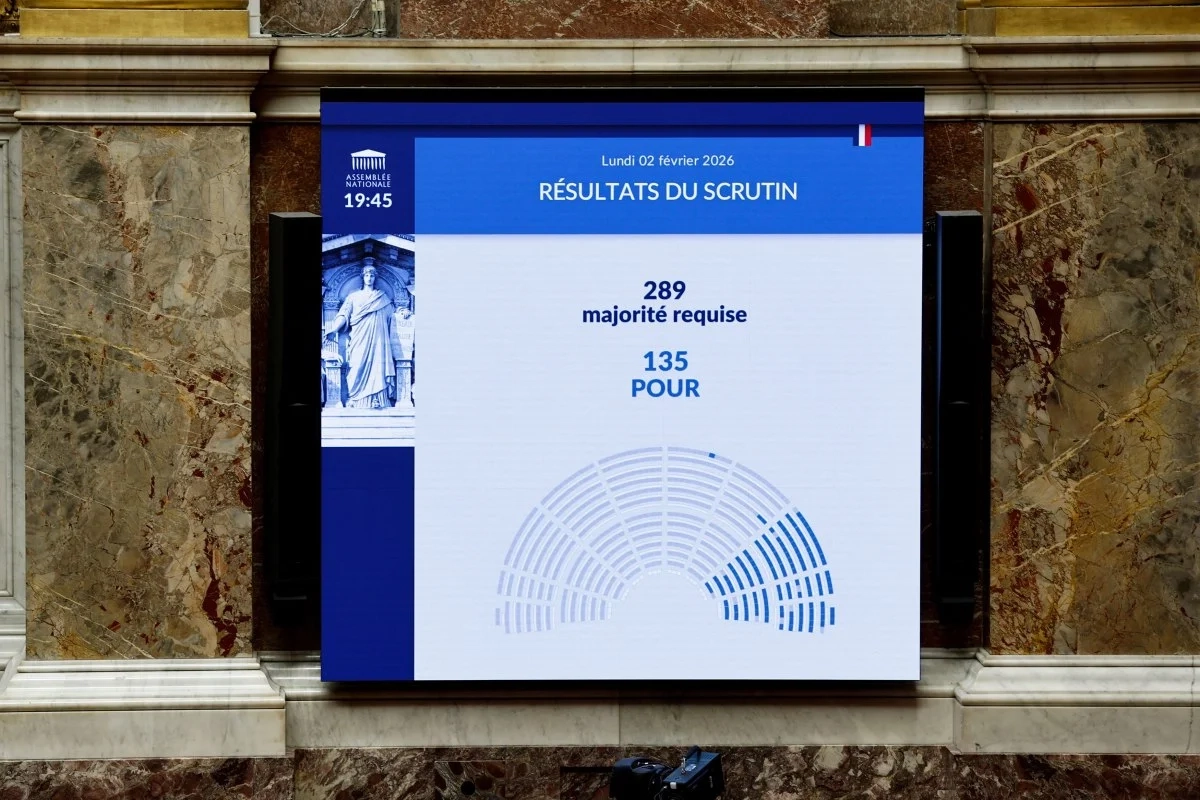 ASSEMBLÉE
NATIONALE
19:45
Lundi 02 février 2026
RÉSULTATS DU SCRUTIN
289
majorité requise
135
POUR